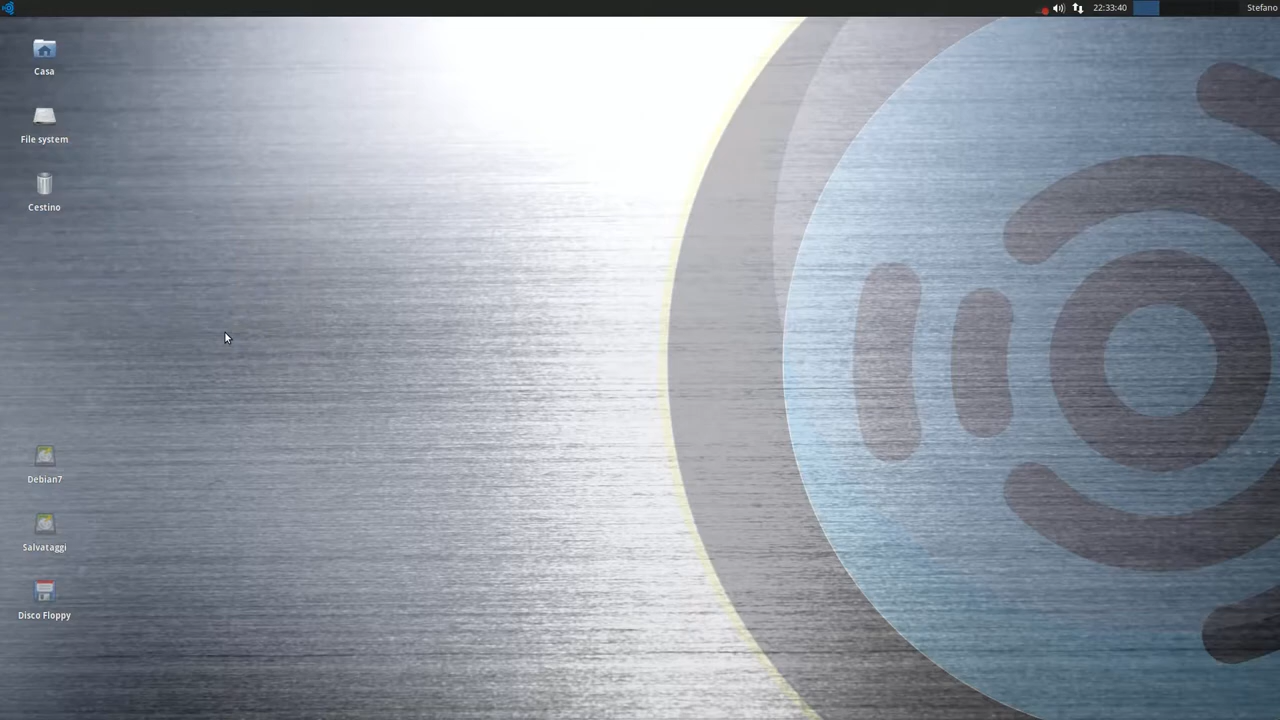 22:33:40
Stefano
Casa
File system
Cestino
Debian7
Salvataggi
Disco Floppy